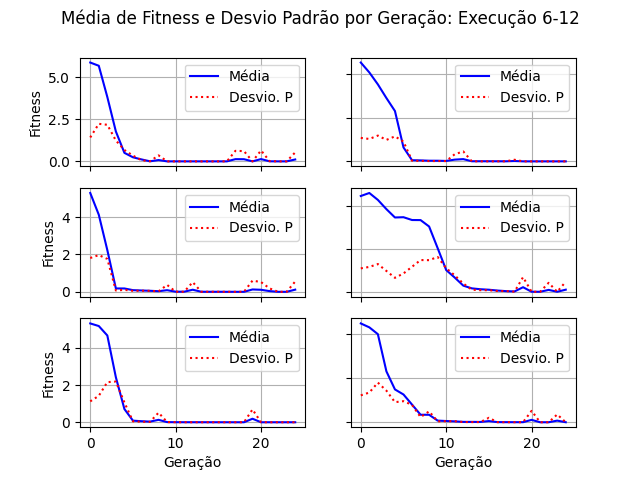 Média de Fitness e Desvio Padrão por Geração: Execução 6-12
5.0
2.5
0.0
Fitness
Média
Desvio. P
Média
Desvio. P
4
2
0
Fitness
Média
Desvio. P
Média
Desvio. P
4
2
0
Fitness
Média
Desvio. P
0
10
20
Geração
Média
Desvio. P
0
10
20
Geração